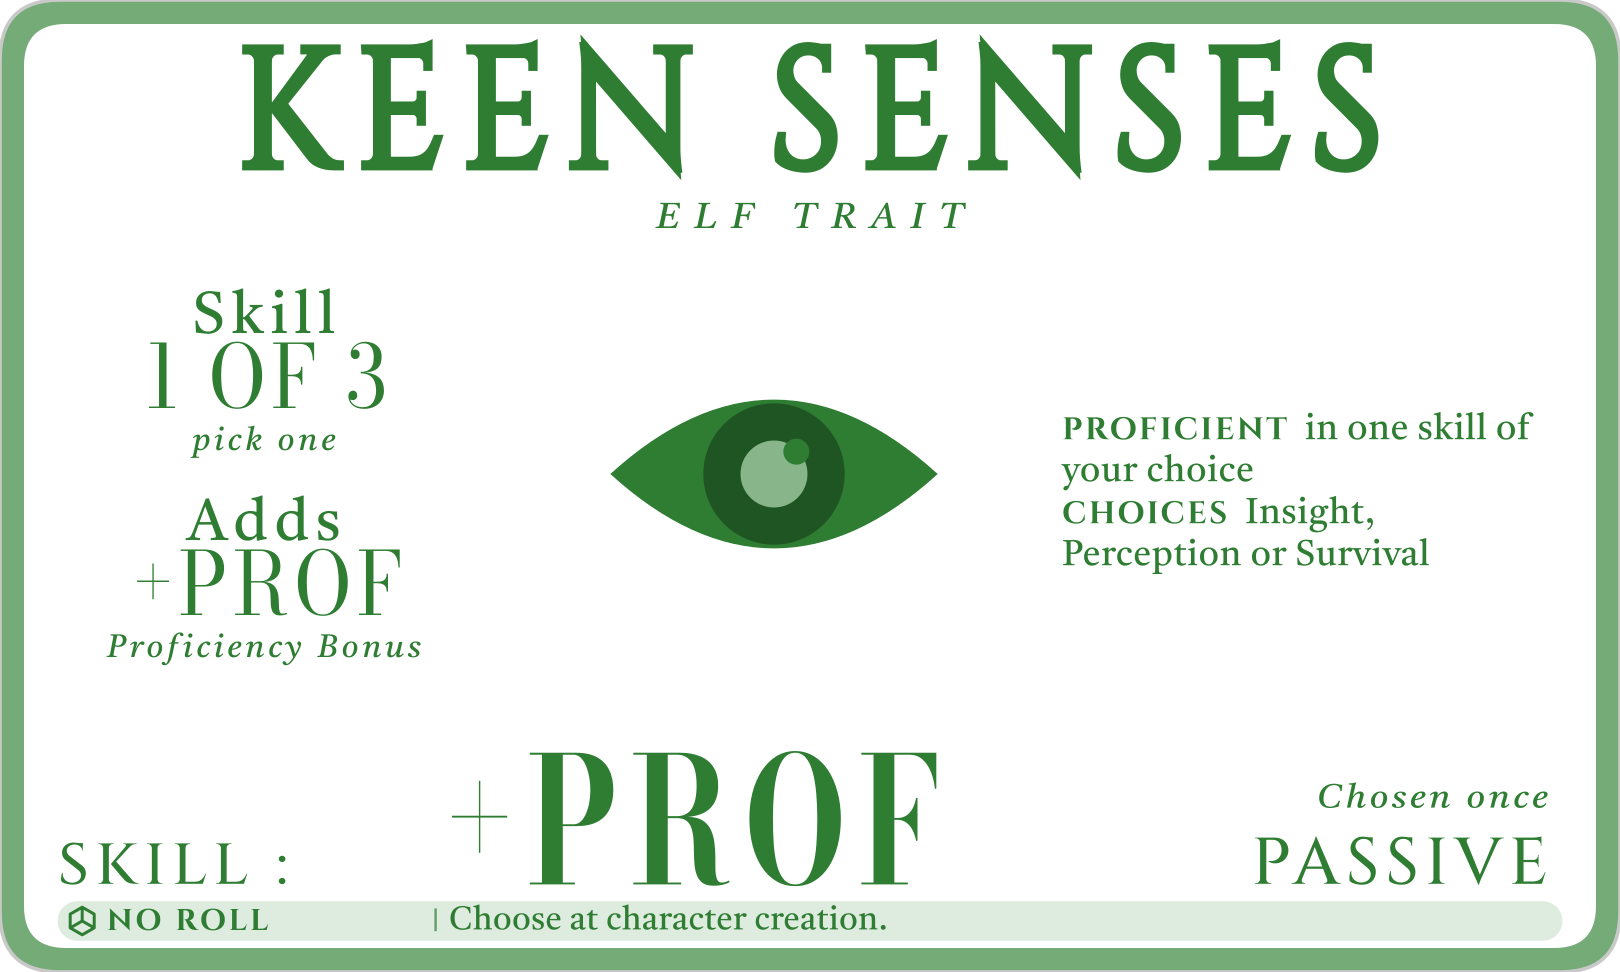 KEEN SENSES
ELF TRAIT
Skill
1 OF 3
pick one
Adds
+PROF
Proficiency Bonus
PROFICIENT in one skill of
your choice
CHOICES Insight,
Perception or Survival
SKILL :
+PROF
Chosen once
PASSIVE
NO ROLL | Choose at character creation.